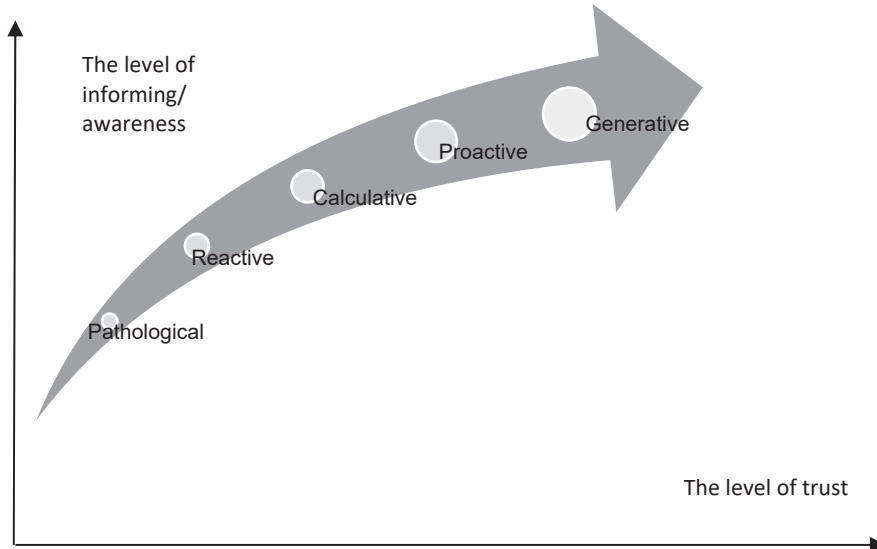 The level of
informing/
awareness
Generative
Proactive
Calculative
Reactive
Pathological
The level of trust